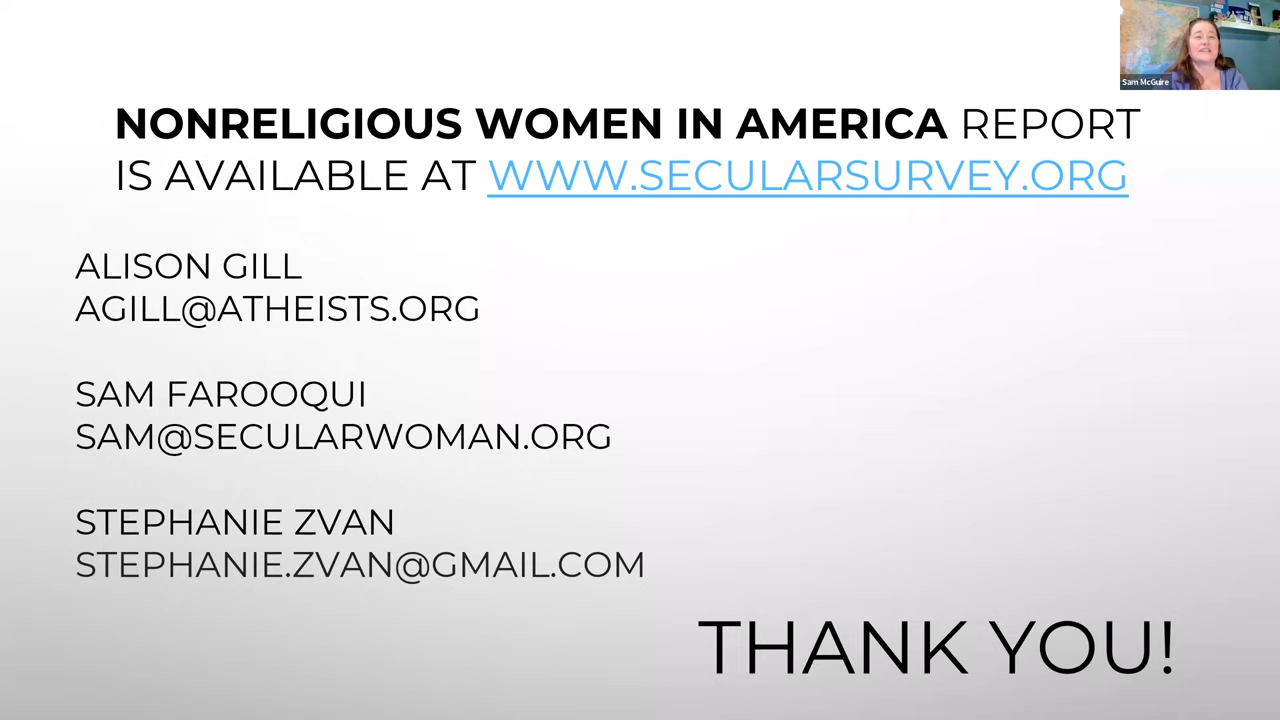 Sam McGuire
NONRELIGIOUS WOMEN IN AMERICA REPORT
IS AVAILABLE AT WWW.SECULARSURVEY.ORG
ALISON GILL
AGILL@ATHEISTS.ORG
SAM FAROOQUI
SAM@SECULARWOMAN.ORG
STEPHANIE ZVAN
STEPHANIE.ZVAN@GMAIL.COM
THANK YOU!